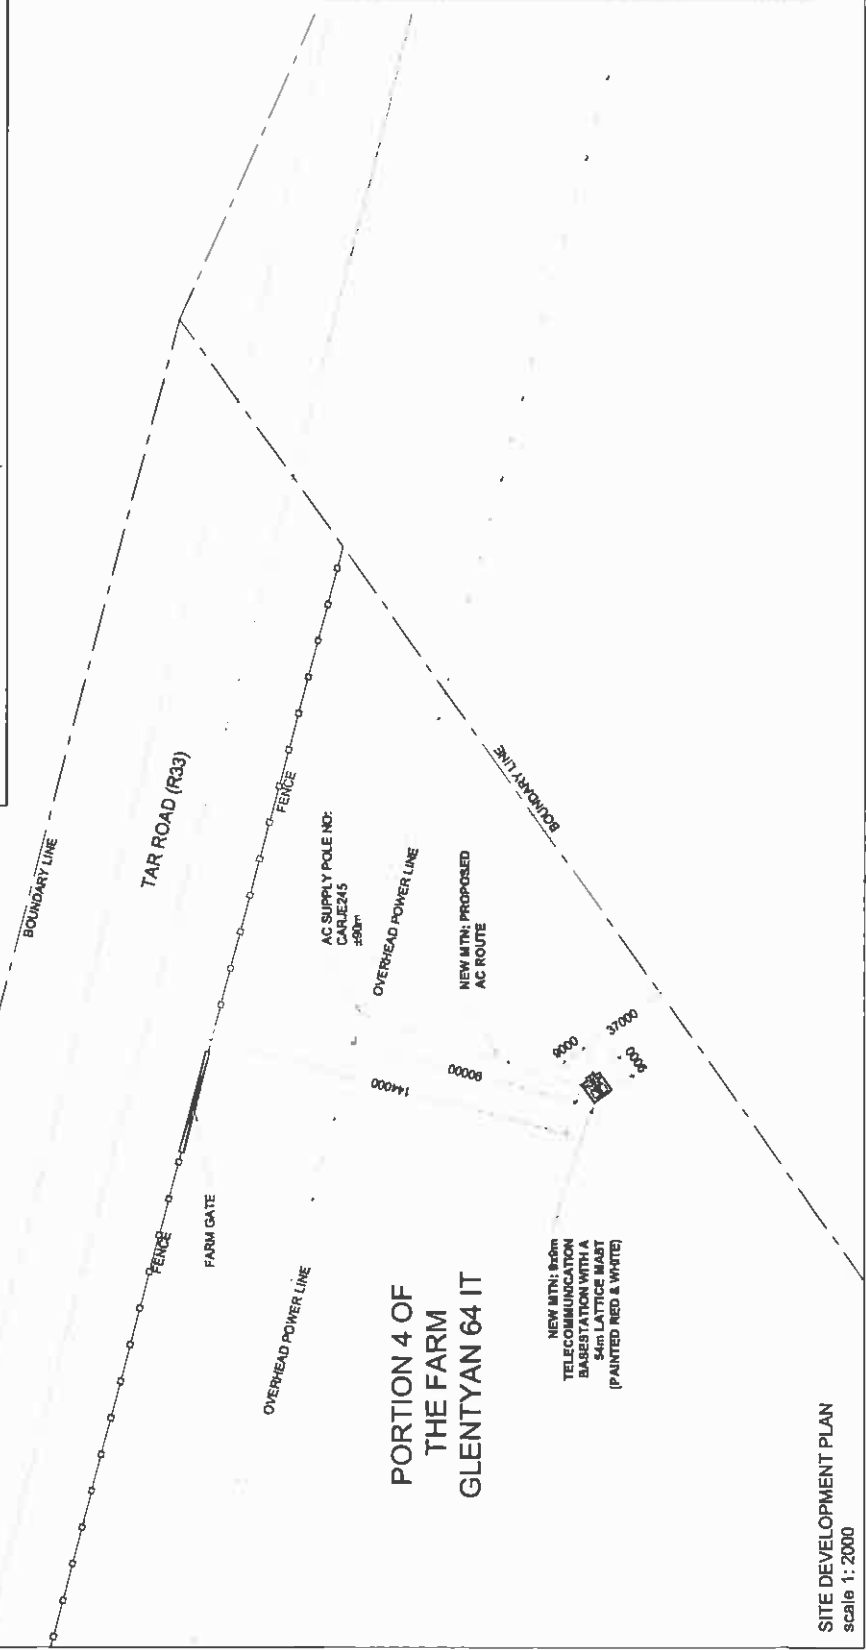 BOUNDARY LINE
TAR ROAD (R33)
FENCE
FENCE
FARM GATE
AC SUPPLY POLE NO:
CARJE245
±90m
OVERHEAD POWER LINE
OVERHEAD POWER LINE
NEW MTN: PROPOSED
AC ROUTE
144000
90000
9000
37000
9000
BOUNDARY LINE
PORTION 4 OF
THE FARM
GLENTYAN 64 IT
NEW MTN: 9x9m
TELECOMMUNICATION
BASESTATION WITH A
54m LATTICE MAST
(PAINTED RED & WHITE)
SITE DEVELOPMENT PLAN
scale 1: 2000